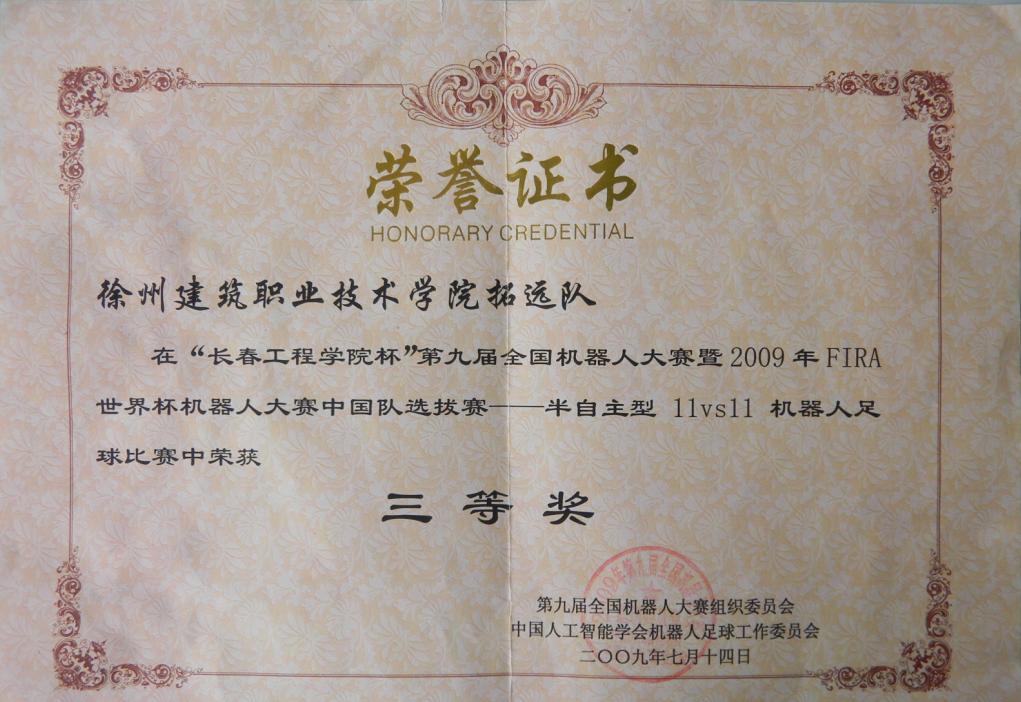 荣誉证书
HONORARY CREDENTIAL
徐州建筑职业技术学院拓远队
在“长春工程学院杯”第九届全国机器人大赛暨2009年FIRA
世界杯机器人大赛中国队选拔赛——半自主型 11vs11 机器人足
球比赛中荣获
三等奖
第九届全国机器人大赛组织委员会
中国人工智能学会机器人足球工作委员会
二〇〇九年七月十四日